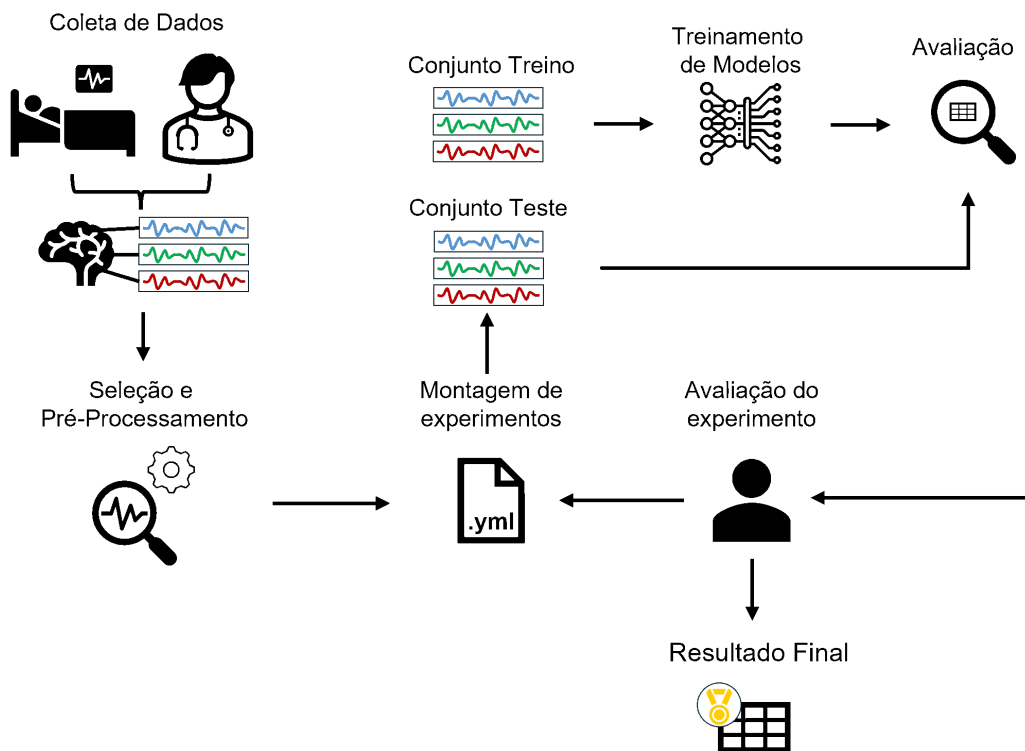 Coleta de Dados
Conjunto Treino
Treinamento
de Modelos
Avaliação
Conjunto Teste
Seleção e
Pré-Processamento
Montagem de
experimentos
.yml
Avaliação do
experimento
Resultado Final